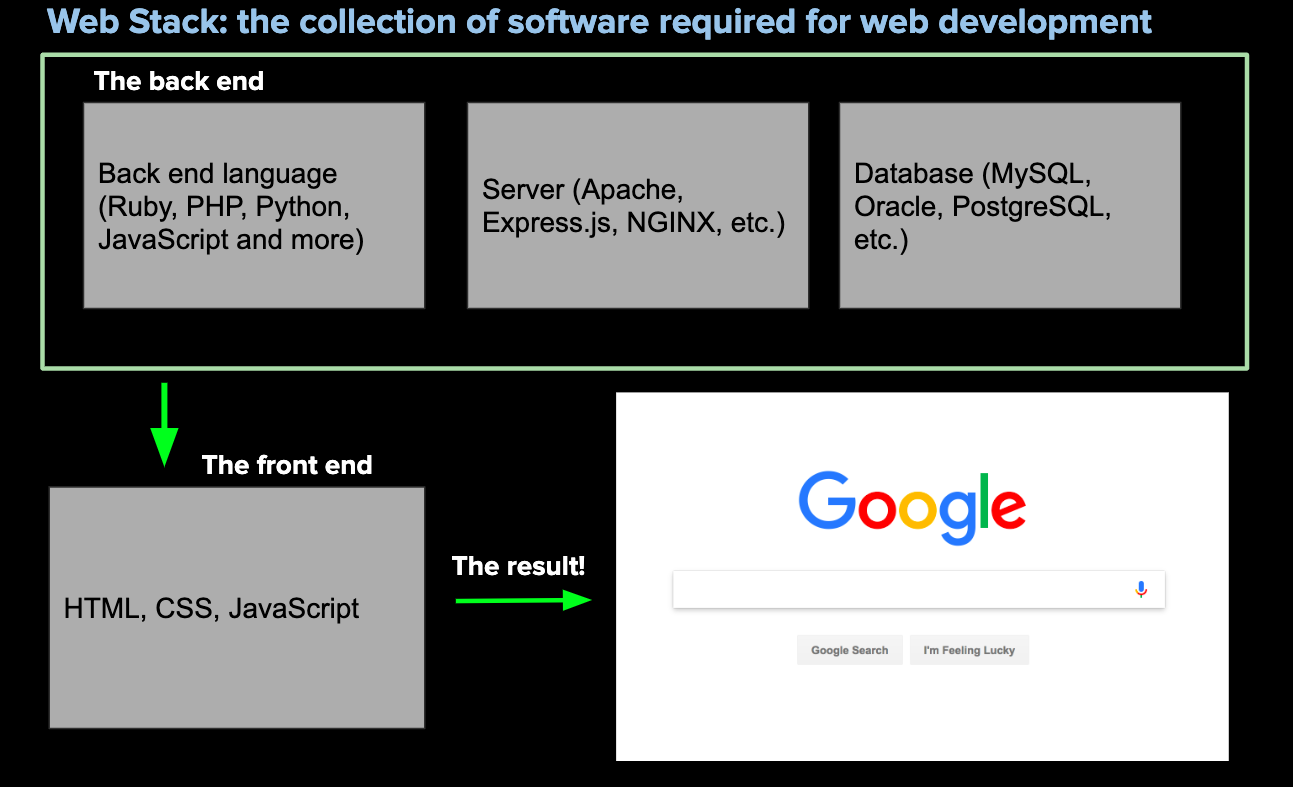 Web Stack: the collection of software required for web development
The back end
Back end language
(Ruby, PHP, Python,
JavaScript and more)
Server (Apache,
Express.js, NGINX, etc.)
Database (MySQL,
Oracle, PostgreSQL,
etc.)
The front end
HTML, CSS, JavaScript
The result!
Google
Google Search
I'm Feeling Lucky